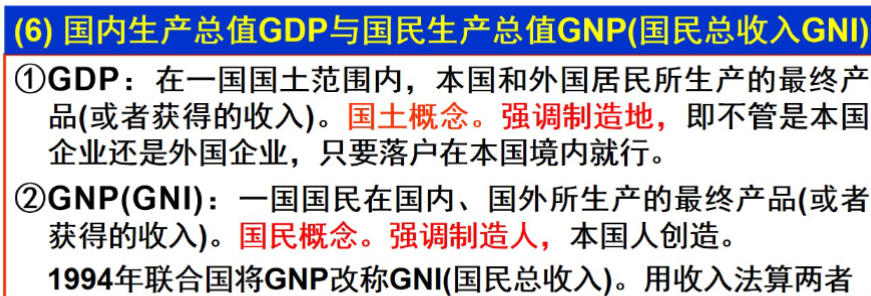 (6) 国内生产总值GDP与国民生产总值GNP(国民总收入GNI)
①GDP：在一国国土范围内，本国和外国居民所生产的最终产
品(或者获得的收入)。国土概念。强调制造地，即不管是本国
企业还是外国企业，只要落户在本国境内就行。
②GNP(GNI)：一国国民在国内、国外所生产的最终产品(或者
获得的收入)。国民概念。强调制造人，本国人创造。
1994年联合国将GNP改称GNI(国民总收入)。用收入法算两者